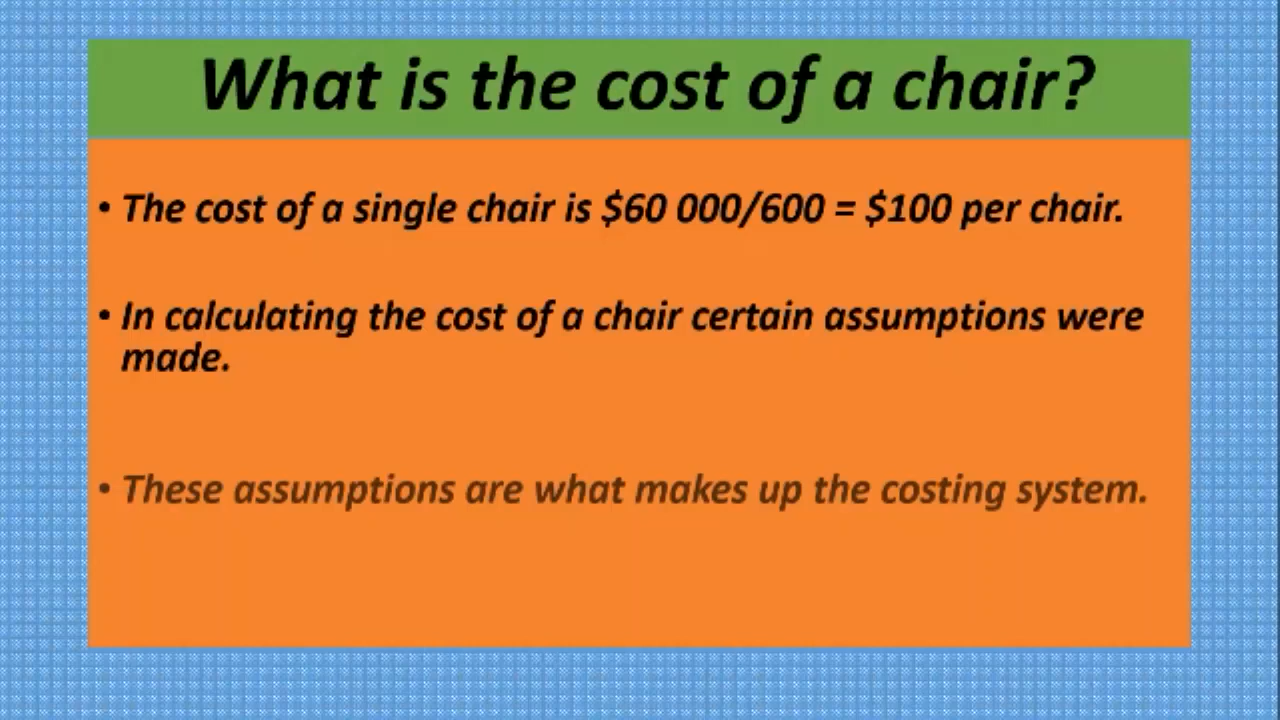 What is the cost of a chair?
• The cost of a single chair is $60 000/600 = $100 per chair.
• In calculating the cost of a chair certain assumptions were
made.
• These assumptions are what makes up the costing system.